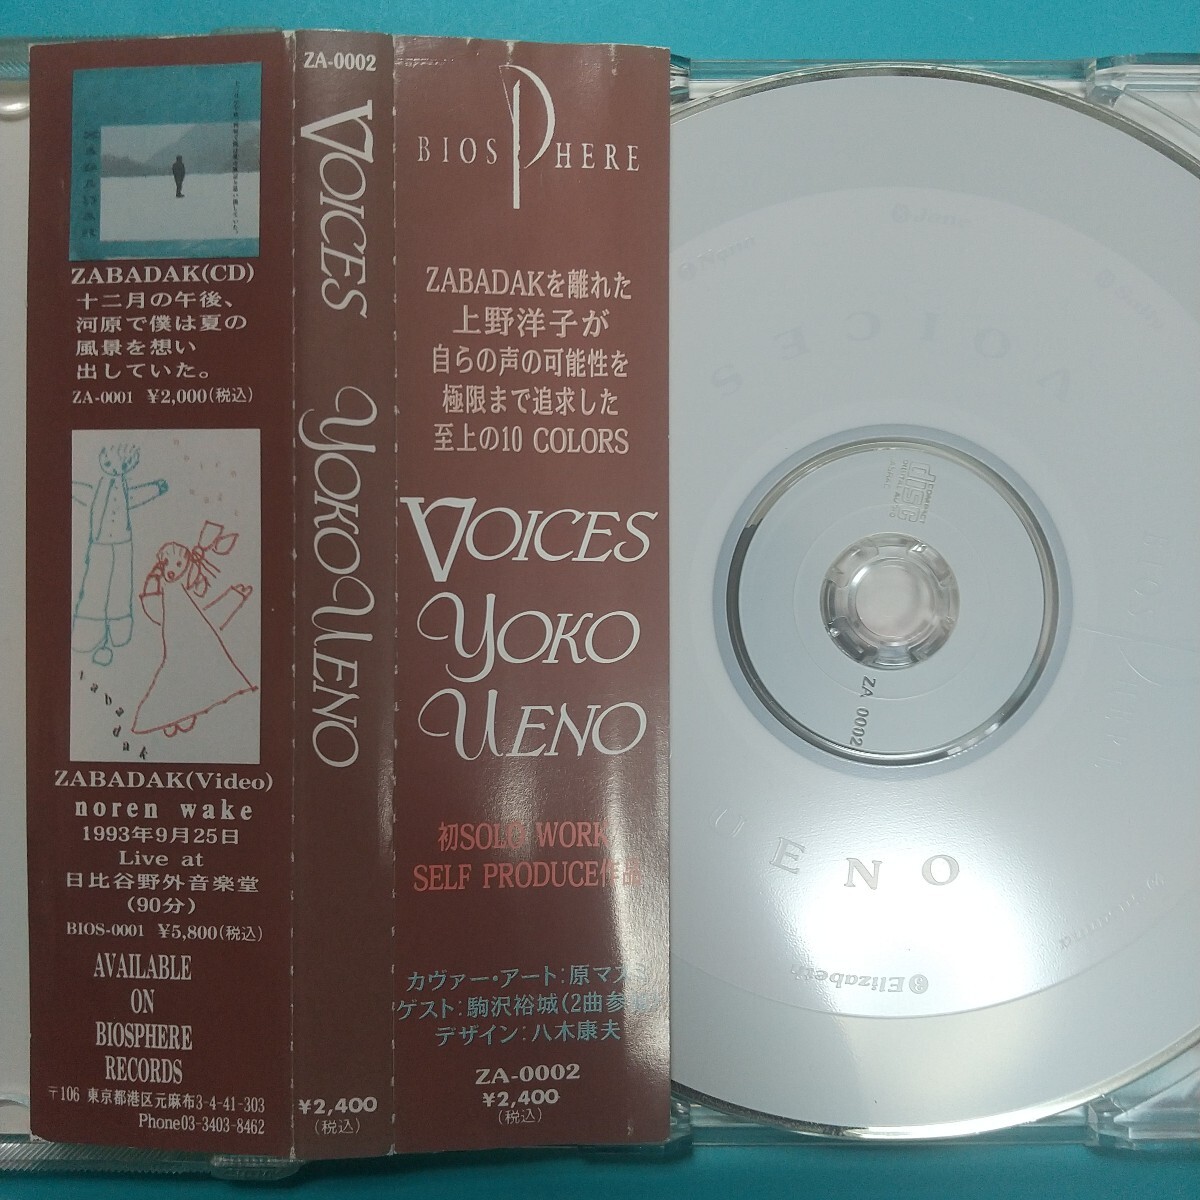 ZABADAK(CD)
十二月の午後、
河原で僕は夏の
風景を想い
出していた。
ZA-0001 ¥2,000(税込)
zabadak
ZABADAK(Video)
noren wake
1993年9月25日
Live at
日比谷野外音楽堂
(90分)
BIOS-0001 ¥5,800(税込)
AVAILABLE
ON
BIOSPHERE
RECORDS
〒106 東京都港区元麻布3-4-41-303
Phone03-3403-8462
ZA-0002
VOICES YOKO UENO
¥2,400
(税込)
BIOSPHERE
ZABADAKを離れた
上野洋子が
自らの声の可能性を
極限まで追求した
至上の10 COLORS
VOICES
YOKO
UENO
初SOLO WORK
SELF PRODUCE作品
カヴァー・アート:原マスミ
ゲスト:駒沢裕城(2曲参加)
デザイン:八木康夫
ZA-0002
¥2,400
(税込)
VOICES
UENO
COMPACT
disc
DIGITAL AUDIO
ZA 0002
Elizabeth